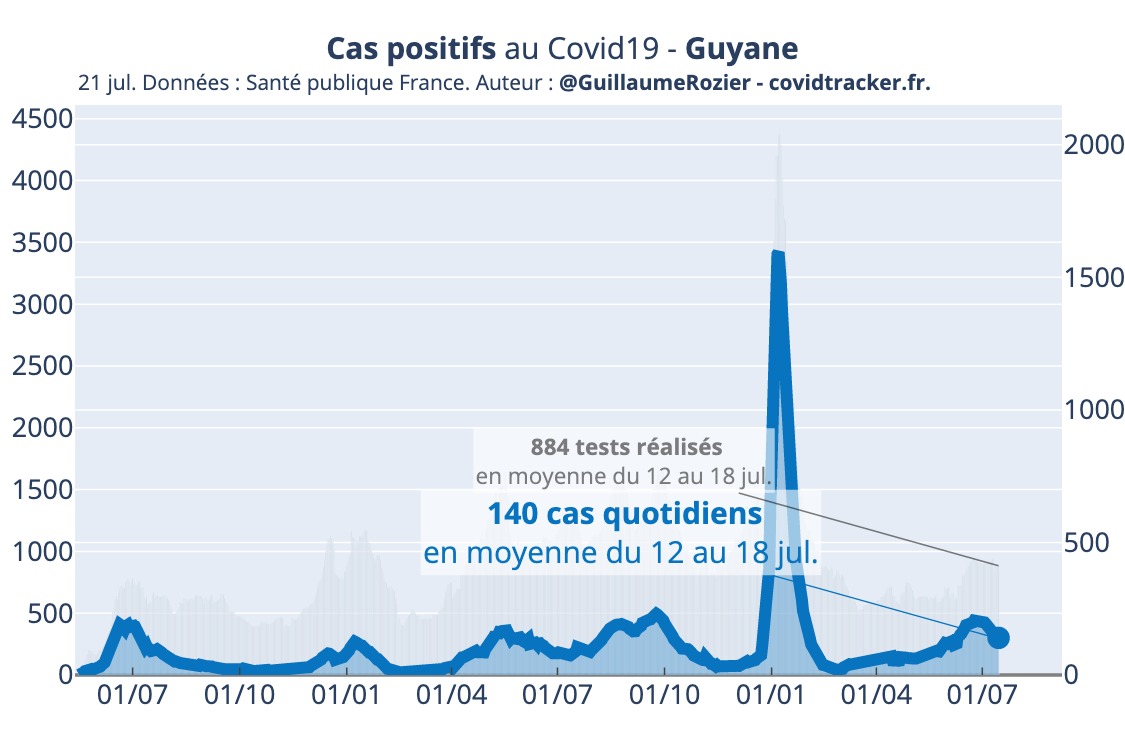 Cas positifs au Covid19 - Guyane
21 jul. Données : Santé publique France. Auteur : @GuillaumeRozier - covidtracker.fr.
4500
4000
3500
3000
2500
2000
1500
1000
500
0
2000
1500
1000
500
0
884 tests réalisés
en moyenne du 12 au 18 jul.
140 cas quotidiens
en moyenne du 12 au 18 jul.
01/07 01/10 01/01 01/04 01/07 01/10 01/01 01/04 01/07